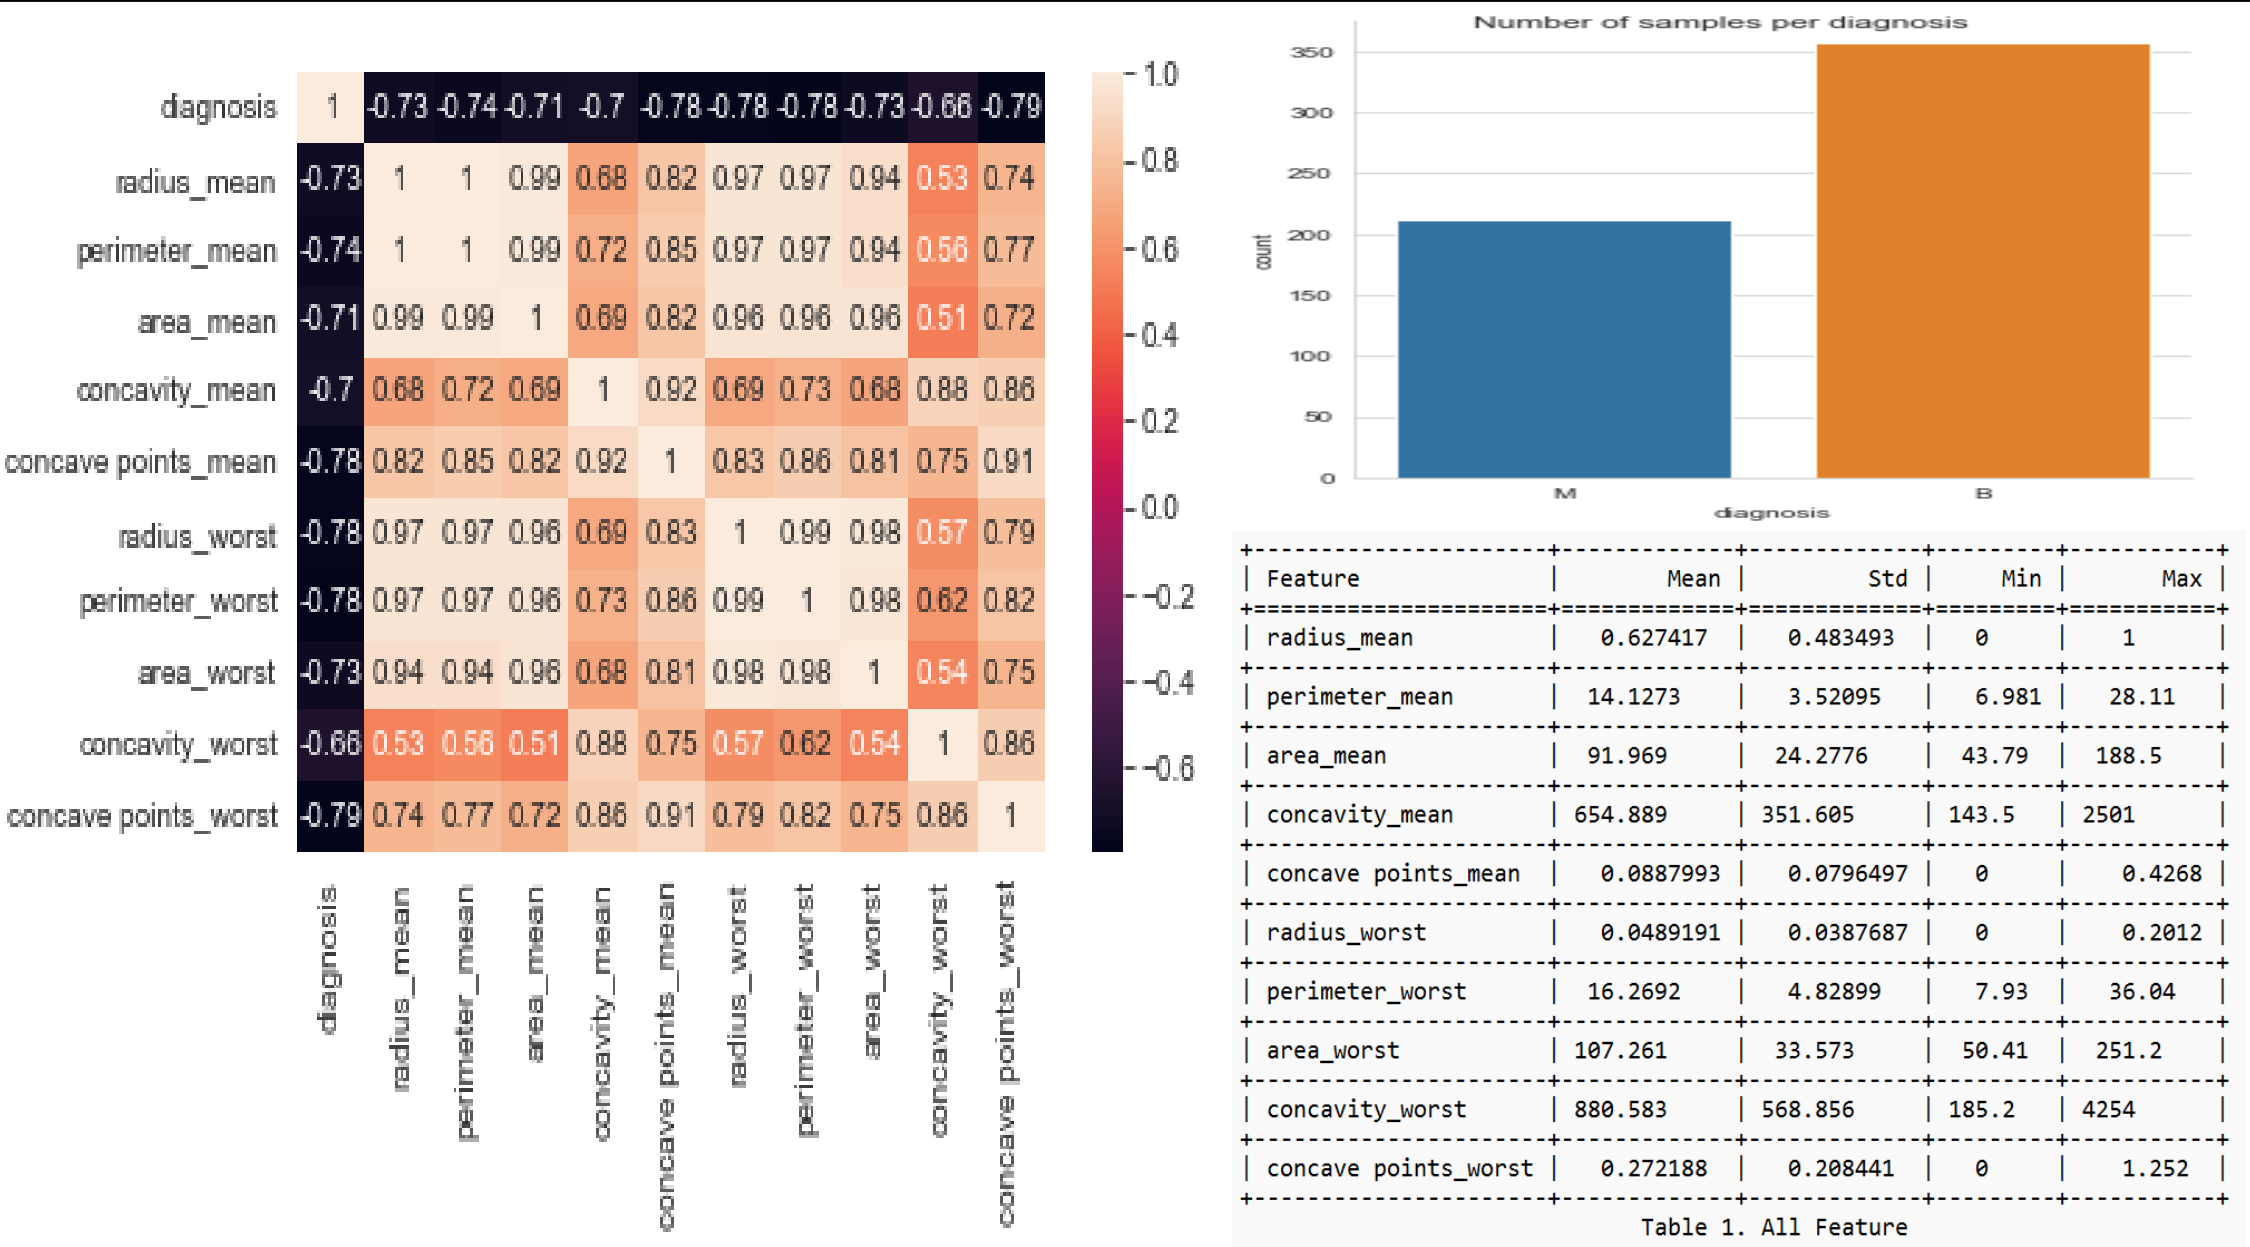 diagnosis 1 -0.73 -0.74 -0.71 -0.7 -0.78 -0.78 -0.78 -0.73 -0.66 -0.79
radius_mean -0.73 1 1 0.99 0.68 0.82 0.97 0.97 0.94 0.53 0.74
perimeter_mean -0.74 1 1 0.99 0.72 0.85 0.97 0.97 0.94 0.56 0.77
area_mean -0.71 0.99 0.99 1 0.69 0.82 0.96 0.96 0.96 0.51 0.72
concavity_mean -0.7 0.68 0.72 0.69 1 0.92 0.69 0.73 0.68 0.88 0.86
concave points_mean -0.78 0.82 0.85 0.82 0.92 1 0.83 0.86 0.81 0.75 0.91
radius_worst -0.78 0.97 0.97 0.96 0.69 0.83 1 0.99 0.98 0.57 0.79
perimeter_worst -0.78 0.97 0.97 0.96 0.73 0.86 0.99 1 0.98 0.62 0.82
area_worst -0.73 0.94 0.94 0.96 0.68 0.81 0.98 0.98 1 0.54 0.75
concavity_worst -0.66 0.53 0.56 0.51 0.88 0.75 0.57 0.62 0.54 1 0.86
concave points_worst -0.79 0.74 0.77 0.72 0.86 0.91 0.79 0.82 0.75 0.86 1
diagnosis
radius_mean
perimeter_mean
area_mean
concavity_mean
concave points_mean
radius_worst
perimeter_worst
area_worst
concavity_worst
concave points_worst
1.0
0.8
0.6
0.4
0.2
0.0
-0.2
-0.4
-0.6
Number of samples per diagnosis
350
300
250
200
150
100
50
0
count
M B
diagnosis
Feature Mean Std Min Max
radius_mean 0.627417 0.483493 0 1
perimeter_mean 14.1273 3.52095 6.981 28.11
area_mean 91.969 24.2776 43.79 188.5
concavity_mean 654.889 351.605 143.5 2501
concave points_mean 0.0887993 0.0796497 0 0.4268
radius_worst 0.0489191 0.0387687 0 0.2012
perimeter_worst 16.2692 4.82899 7.93 36.04
area_worst 107.261 33.573 50.41 251.2
concavity_worst 880.583 568.856 185.2 4254
concave points_worst 0.272188 0.208441 0 1.252
Table 1. All Feature